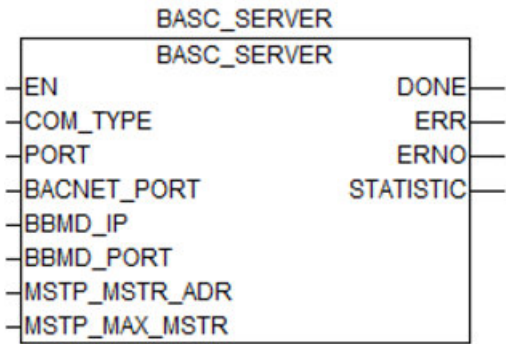 BASC_SERVER
BASC_SERVER
EN DONE
COM_TYPE ERR
PORT ERNO
BACNET_PORT STATISTIC
BBMD_IP
BBMD_PORT
MSTP_MSTR_ADR
MSTP_MAX_MSTR